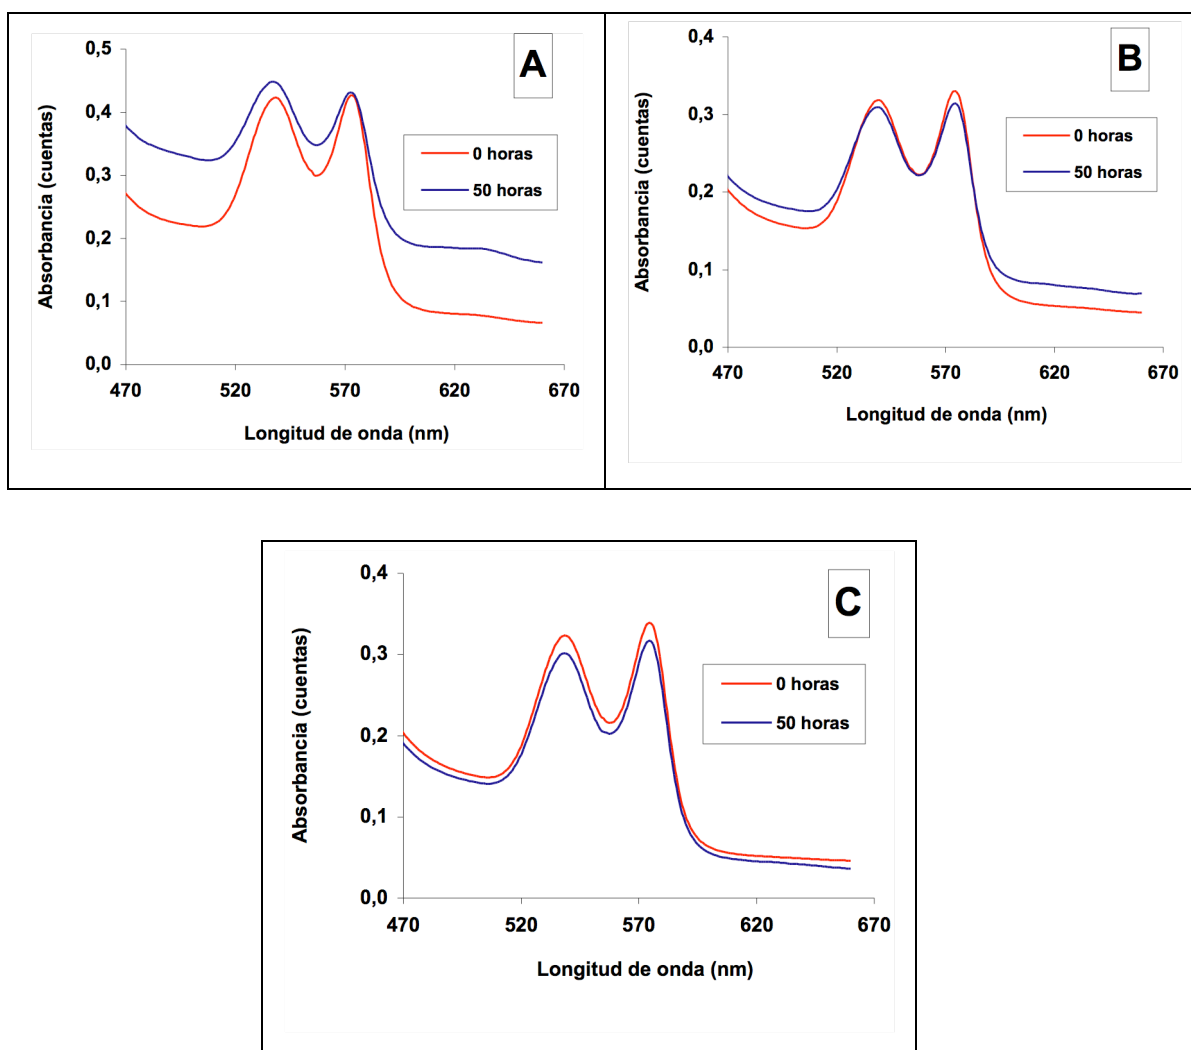 A
0,5
0,4
0,3
0,2
0,1
0,0
470 520 570 620 670
Absorbancia (cuentas)
Longitud de onda (nm)
0 horas
50 horas
B
0,4
0,3
0,2
0,1
0,0
470 520 570 620 670
Absorbancia (cuentas)
Longitud de onda (nm)
0 horas
50 horas
C
0,4
0,3
0,2
0,1
0,0
470 520 570 620 670
Absorbancia (cuentas)
Longitud de onda (nm)
0 horas
50 horas